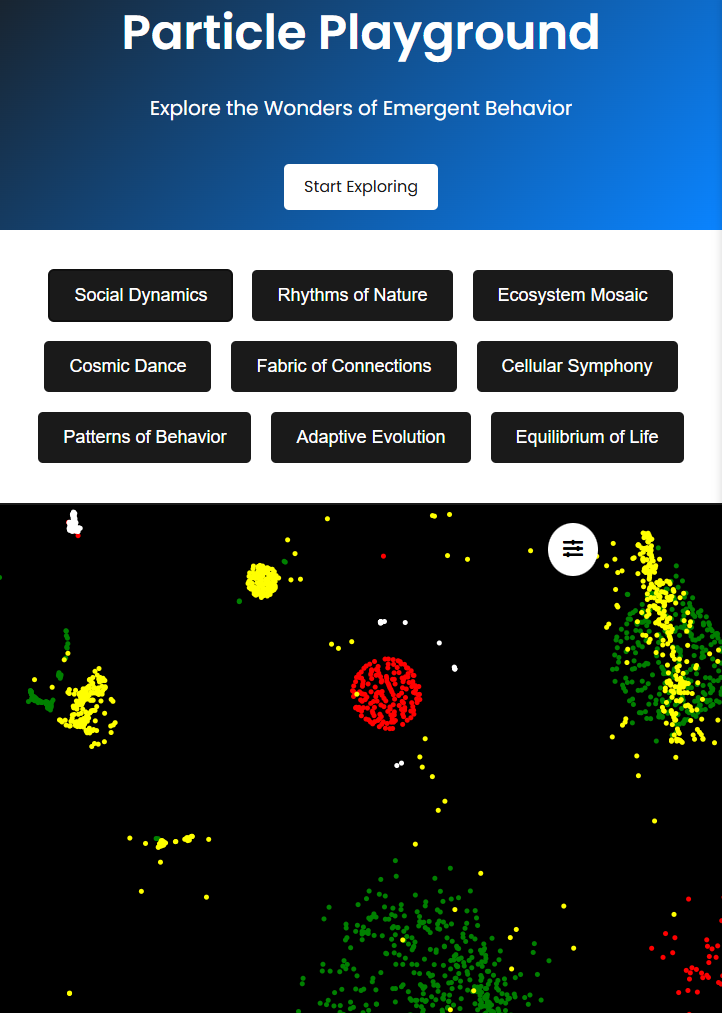 Particle Playground
Explore the Wonders of Emergent Behavior
Start Exploring
Social Dynamics
Rhythms of Nature
Ecosystem Mosaic
Cosmic Dance
Fabric of Connections
Cellular Symphony
Patterns of Behavior
Adaptive Evolution
Equilibrium of Life